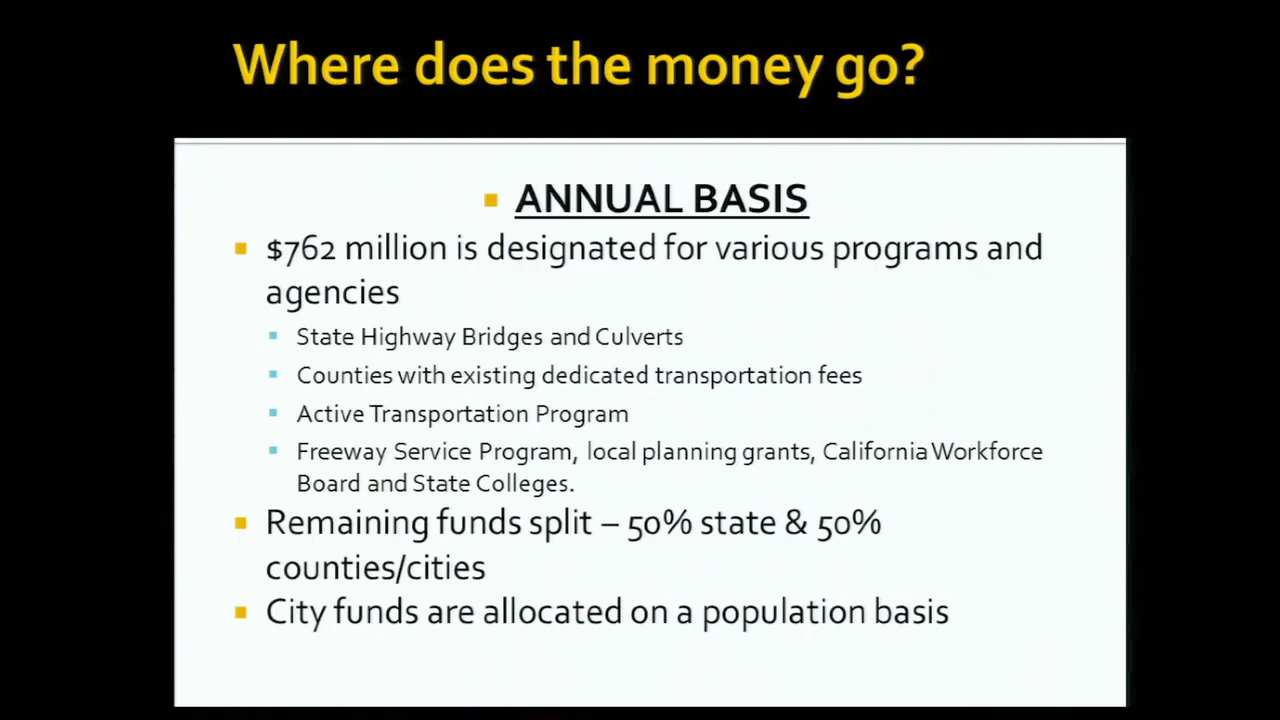 Where does the money go?
ANNUAL BASIS
$762 million is designated for various programs and
agencies
State Highway Bridges and Culverts
Counties with existing dedicated transportation fees
Active Transportation Program
Freeway Service Program, local planning grants, California Workforce
Board and State Colleges.
Remaining funds split – 50% state & 50%
counties/cities
City funds are allocated on a population basis